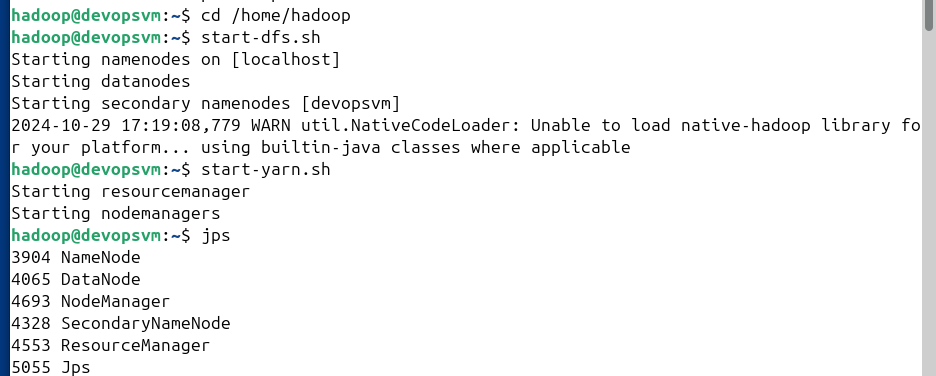 hadoop@devopsvm:~$ cd /home/hadoop
hadoop@devopsvm:~$ start-dfs.sh
Starting namenodes on [localhost]
Starting datanodes
Starting secondary namenodes [devopsvm]
2024-10-29 17:19:08,779 WARN util.NativeCodeLoader: Unable to load native-hadoop library fo
r your platform... using builtin-java classes where applicable
hadoop@devopsvm:~$ start-yarn.sh
Starting resourcemanager
Starting nodemanagers
hadoop@devopsvm:~$ jps
3904 NameNode
4065 DataNode
4693 NodeManager
4328 SecondaryNameNode
4553 ResourceManager
5055 Jps